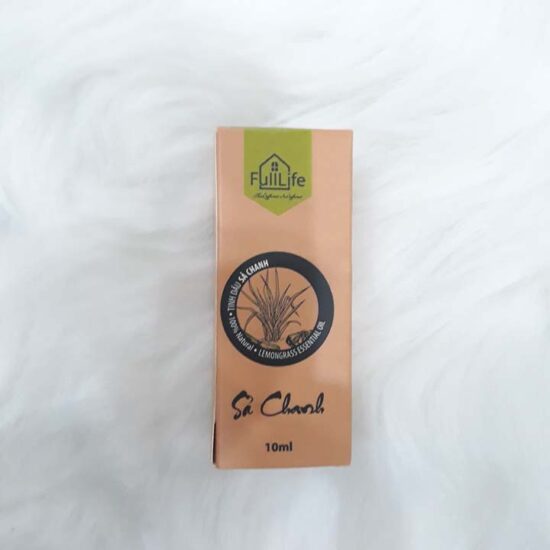 FullLife
100% Natural • TINH DẦU SẢ CHANH
• LEMONGRASS ESSENTIAL OIL
Sả Chanh
10ml